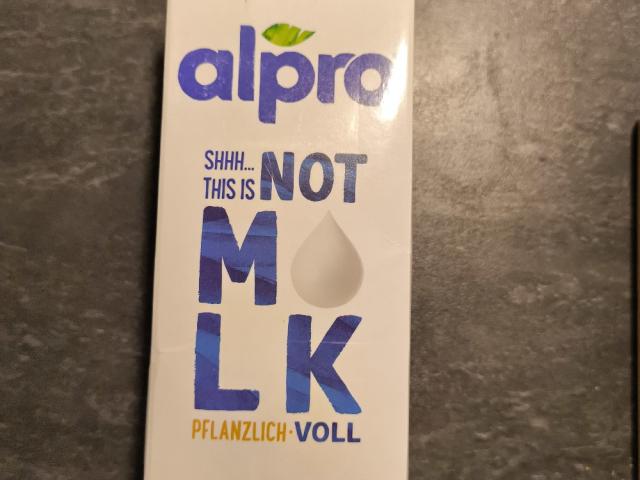 alpro
SHHH...
THIS IS NOT
M LK
PFLANZLICH · VOLL